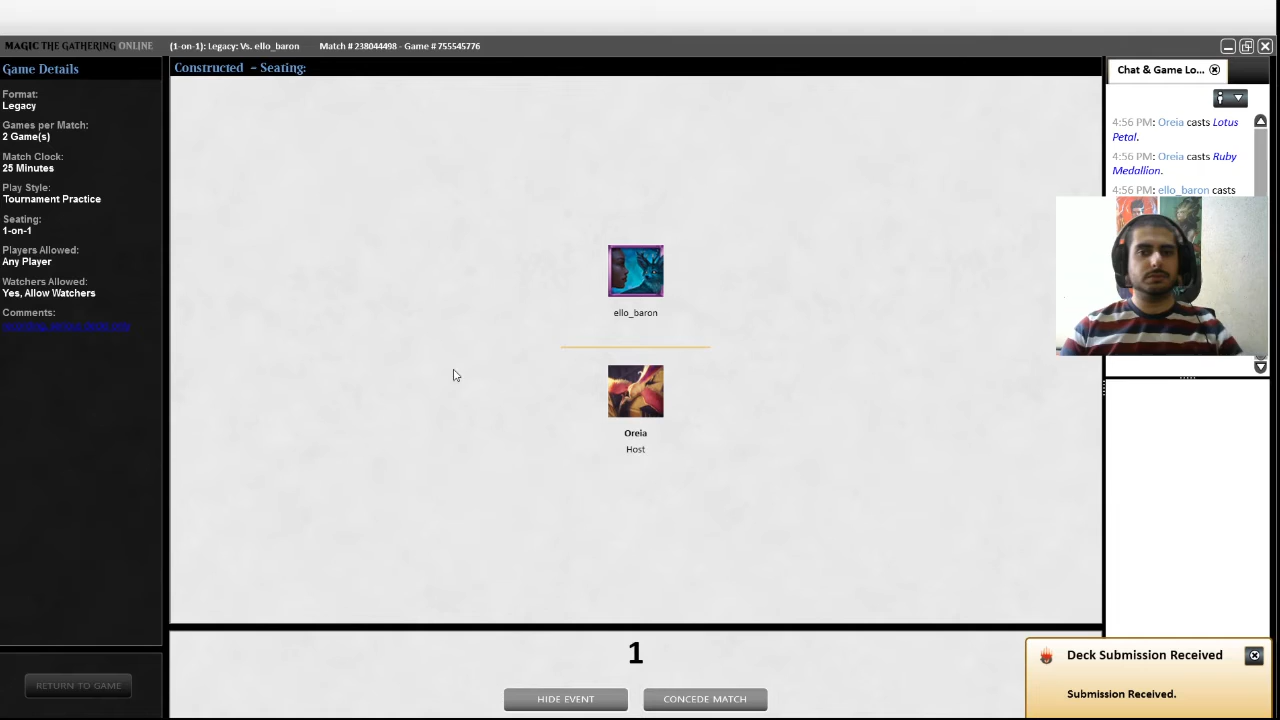 MAGIC THE GATHERING ONLINE
(1-on-1): Legacy: Vs. ello_baron
Match # 238044498 - Game # 755545776
Game Details
Format:
Legacy
Games per Match:
2 Game(s)
Match Clock:
25 Minutes
Play Style:
Tournament Practice
Seating:
1-on-1
Players Allowed:
Any Player
Watchers Allowed:
Yes, Allow Watchers
Comments:
RETURN TO GAME
Constructed - Seating:
ello_baron
Oreia
Host
1
HIDE EVENT
CONCEDE MATCH
Chat & Game Lo...
4:56 PM: Oreia casts Lotus
Petal.
4:56 PM: Oreia casts Ruby
Medallion.
4:56 PM: ello_baron casts
Deck Submission Received
Submission Received.